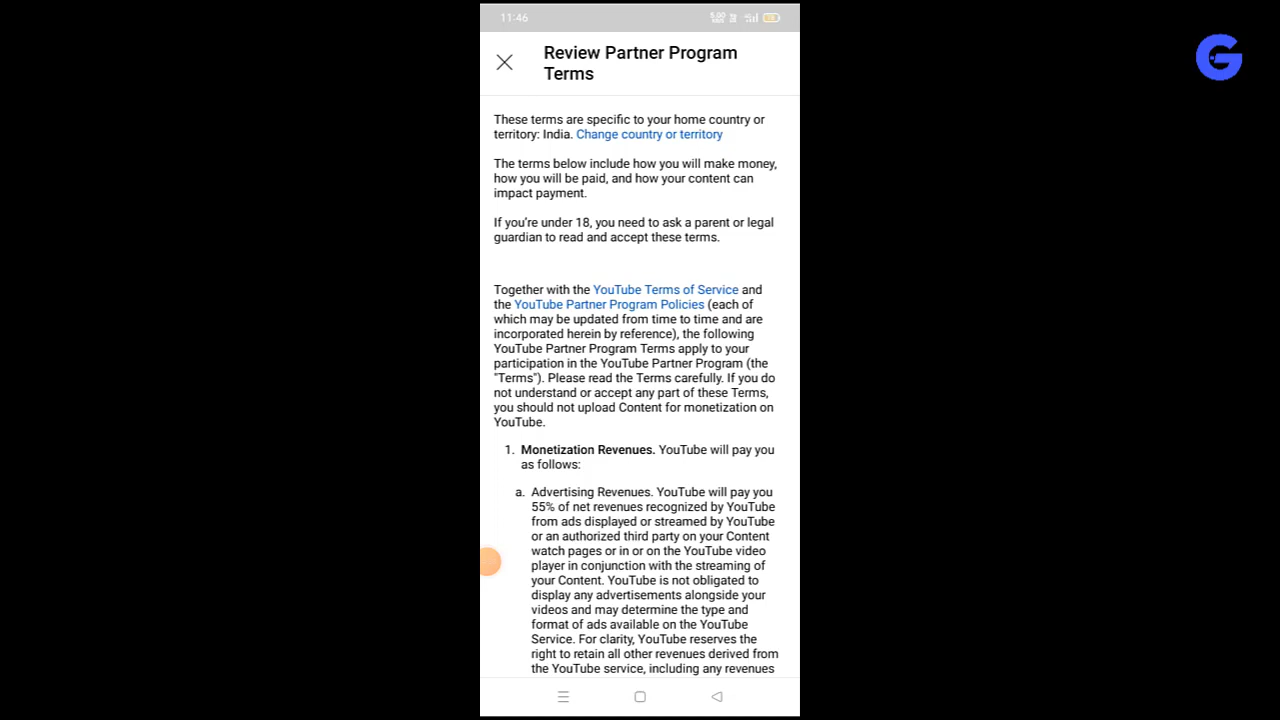 11:46
Review Partner Program
Terms
These terms are specific to your home country or
territory: India. Change country or territory
The terms below include how you will make money,
how you will be paid, and how your content can
impact payment.
If you're under 18, you need to ask a parent or legal
guardian to read and accept these terms.
Together with the YouTube Terms of Service and
the YouTube Partner Program Policies (each of
which may be updated from time to time and are
incorporated herein by reference), the following
YouTube Partner Program Terms apply to your
participation in the YouTube Partner Program (the
"Terms"). Please read the Terms carefully. If you do
not understand or accept any part of these Terms,
you should not upload Content for monetization on
YouTube.
1. Monetization Revenues. YouTube will pay you
as follows:
a. Advertising Revenues. YouTube will pay you
55% of net revenues recognized by YouTube
from ads displayed or streamed by YouTube
or an authorized third party on your Content
watch pages or in or on the YouTube video
player in conjunction with the streaming of
your Content. YouTube is not obligated to
display any advertisements alongside your
videos and may determine the type and
format of ads available on the YouTube
Service. For clarity, YouTube reserves the
right to retain all other revenues derived from
the YouTube service, including any revenues
G